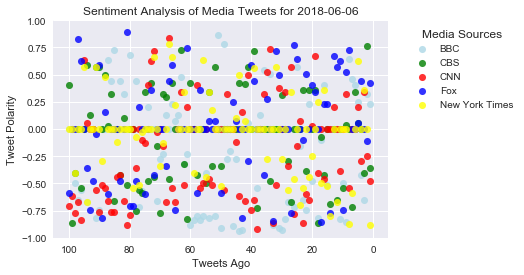 Sentiment Analysis of Media Tweets for 2018-06-06
Tweet Polarity
1.00
0.75
0.50
0.25
0.00
−0.25
−0.50
−0.75
−1.00
100
80
60
40
20
0
Tweets Ago
Media Sources
BBC
CBS
CNN
Fox
New York Times